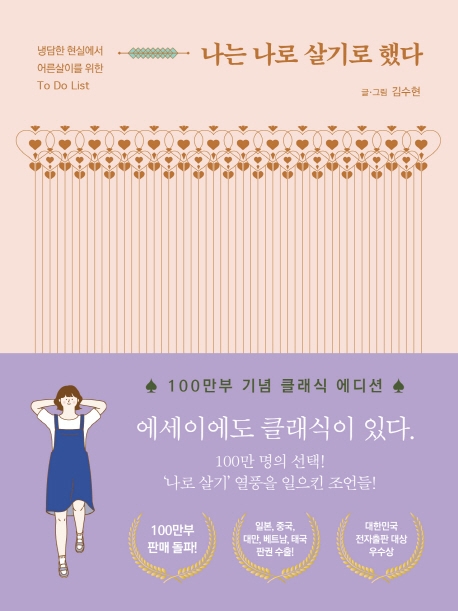 냉담한 현실에서
어른살이를 위한
To Do List
나는 나로 살기로 했다
글·그림 김수현
100만부 기념 클래식 에디션
에세이에도 클래식이 있다.
100만 명의 선택!
‘나로 살기’ 열풍을 일으킨 조언들!
100만부
판매 돌파!
일본, 중국,
대만, 베트남, 태국
판권 수출!
대한민국
전자출판 대상
우수상